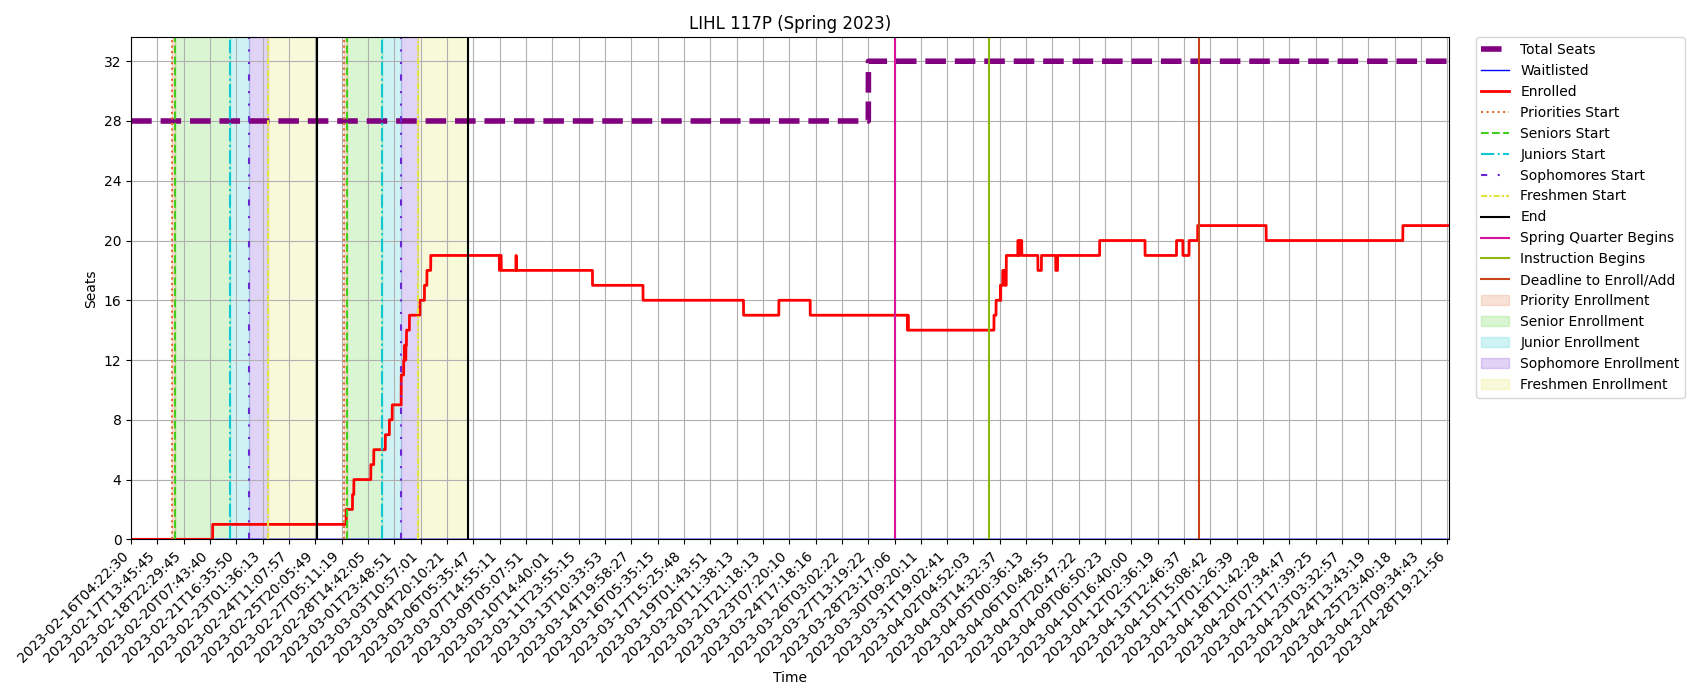 LIHL 117P (Spring 2023)
Seats
32
28
24
20
16
12
8
4
0
2023-02-16T04:22:30
2023-02-17T13:45:45
2023-02-18T22:29:45
2023-02-20T07:43:40
2023-02-21T16:35:50
2023-02-23T01:36:13
2023-02-24T11:07:57
2023-02-25T20:05:49
2023-02-27T05:11:19
2023-02-28T14:42:05
2023-03-01T23:48:51
2023-03-03T10:57:01
2023-03-04T20:10:21
2023-03-06T05:35:47
2023-03-07T14:55:11
2023-03-09T05:07:51
2023-03-10T14:40:01
2023-03-11T23:55:15
2023-03-13T10:33:53
2023-03-14T19:58:27
2023-03-16T05:35:15
2023-03-17T15:25:48
2023-03-19T01:43:51
2023-03-20T11:38:13
2023-03-21T21:18:13
2023-03-23T07:20:10
2023-03-24T17:18:16
2023-03-26T03:02:22
2023-03-27T13:19:22
2023-03-28T23:17:06
2023-03-30T09:20:11
2023-03-31T19:02:41
2023-04-02T04:52:03
2023-04-03T14:32:37
2023-04-05T00:36:13
2023-04-06T10:48:55
2023-04-07T20:47:22
2023-04-09T06:50:23
2023-04-10T16:40:00
2023-04-12T02:36:19
2023-04-13T12:46:37
2023-04-15T15:08:42
2023-04-17T01:26:39
2023-04-18T11:42:28
2023-04-20T07:34:47
2023-04-21T17:39:25
2023-04-23T03:32:57
2023-04-24T13:43:19
2023-04-25T23:40:18
2023-04-27T09:34:43
2023-04-28T19:21:56
Time
Total Seats
Waitlisted
Enrolled
Priorities Start
Seniors Start
Juniors Start
Sophomores Start
Freshmen Start
End
Spring Quarter Begins
Instruction Begins
Deadline to Enroll/Add
Priority Enrollment
Senior Enrollment
Junior Enrollment
Sophomore Enrollment
Freshmen Enrollment